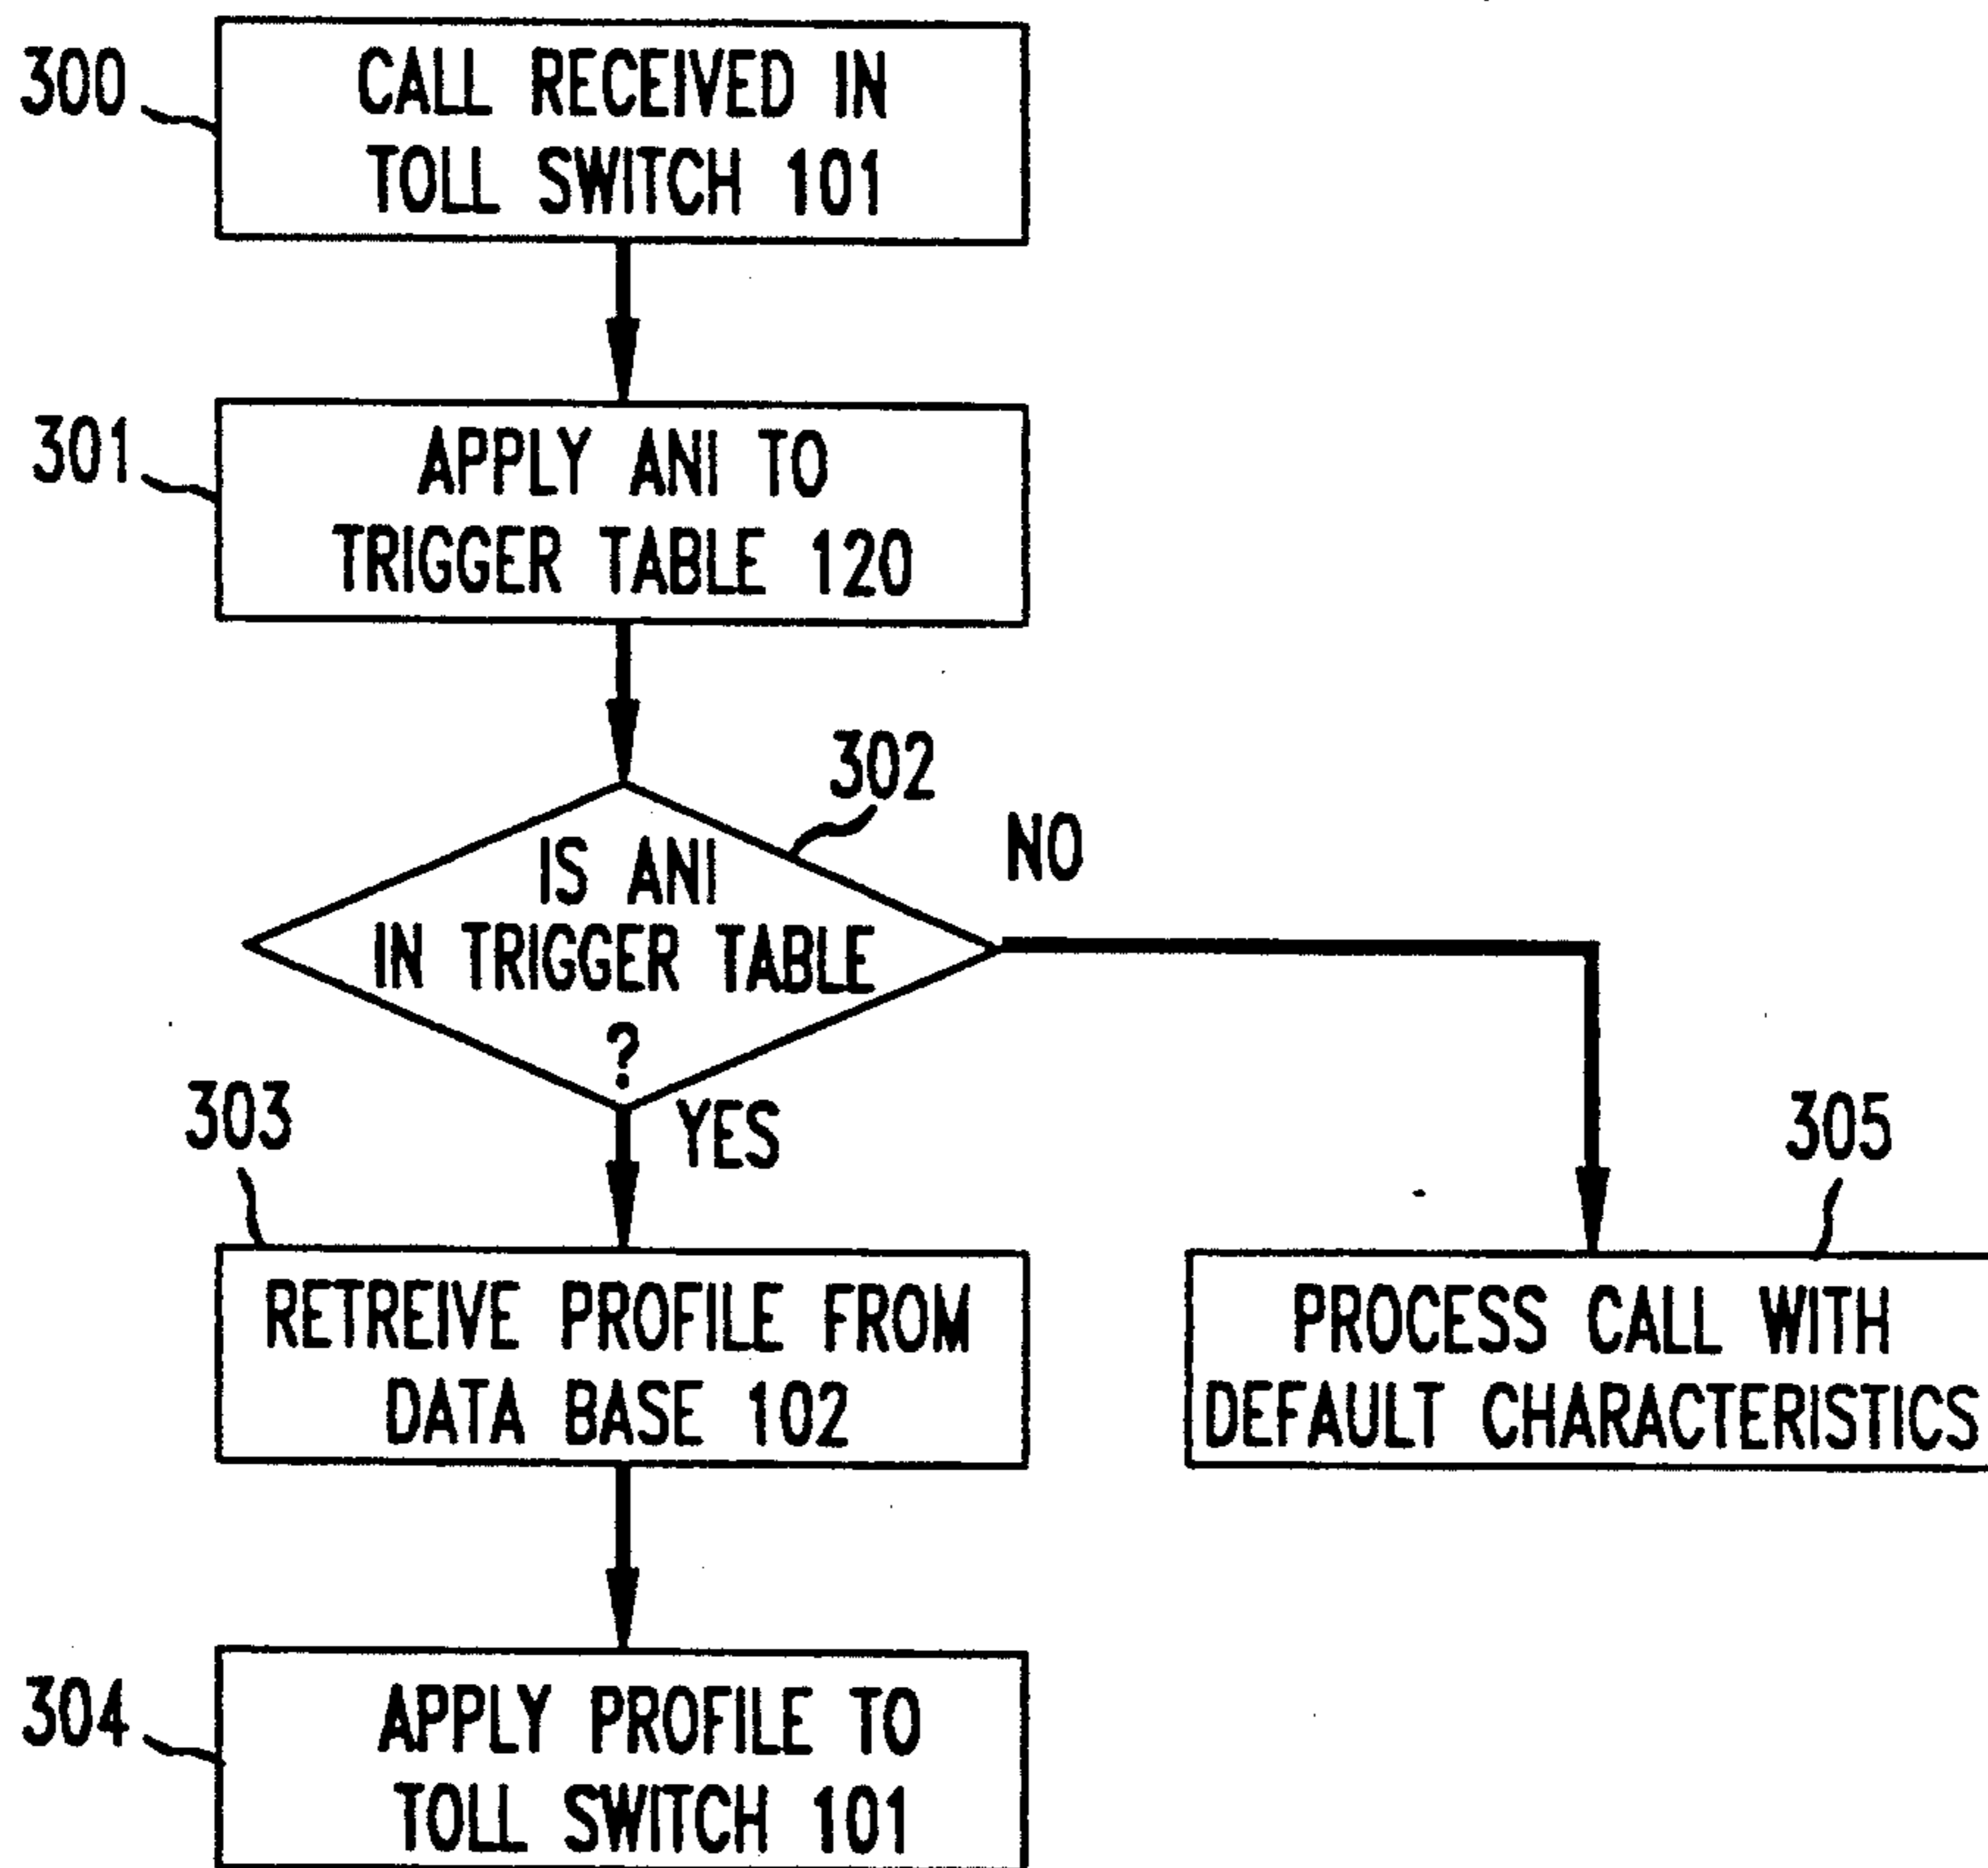 300
CALL RECEIVED IN
TOLL SWITCH 101
301
APPLY ANI TO
TRIGGER TABLE 120
302
IS ANI
IN TRIGGER TABLE
?
NO
YES
303
RETREIVE PROFILE FROM
DATA BASE 102
305
PROCESS CALL WITH
DEFAULT CHARACTERISTICS
304
APPLY PROFILE TO
TOLL SWITCH 101